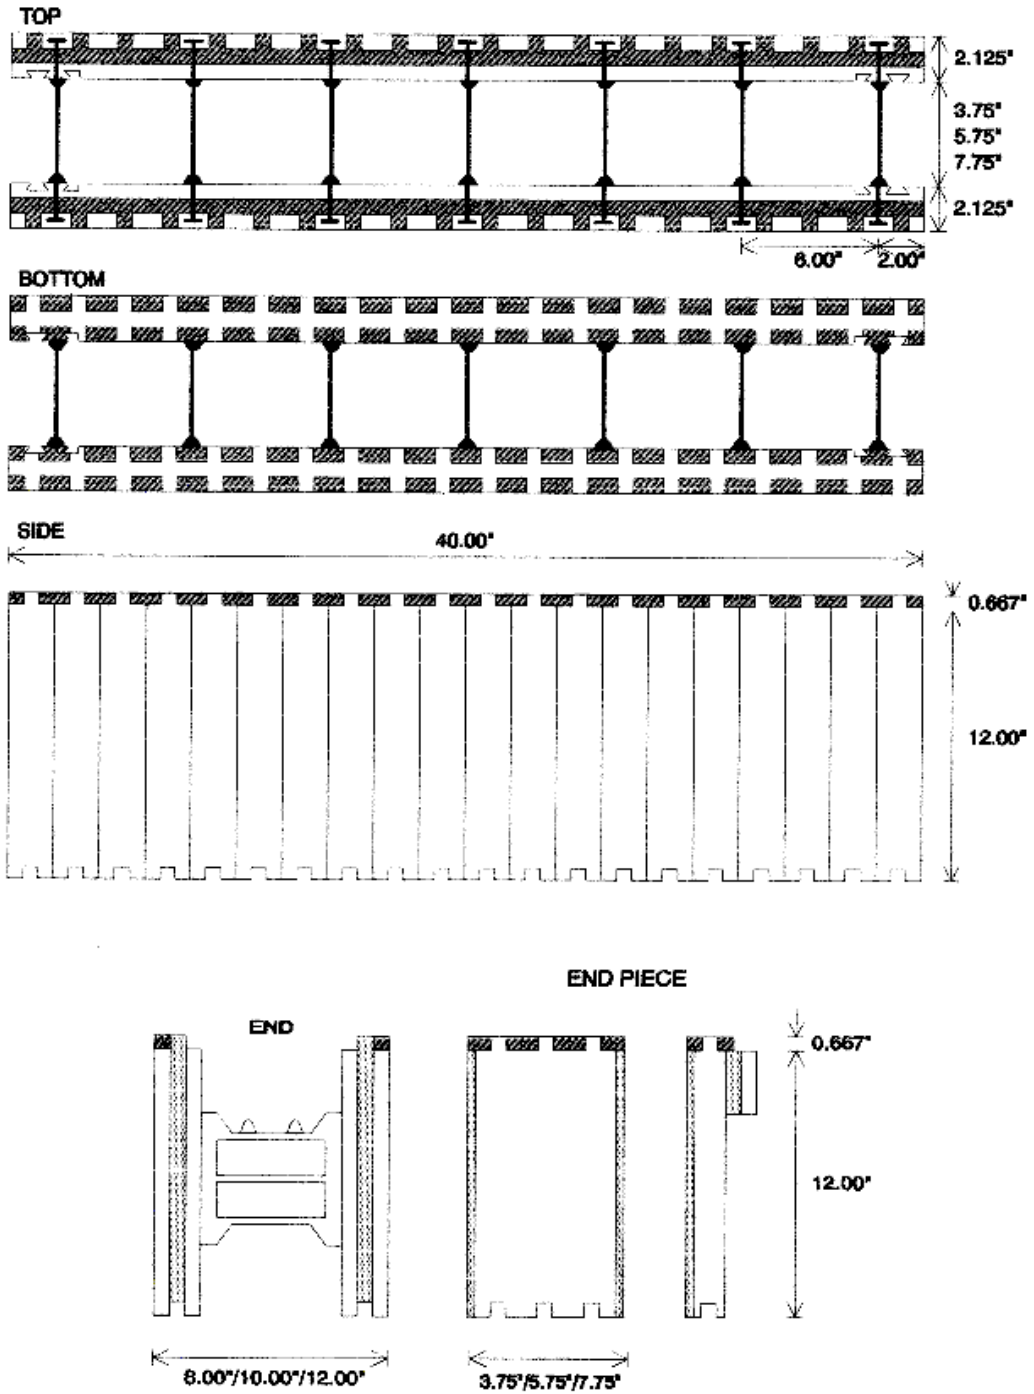 TOP
2.125"
3.75"
5.75"
7.75"
2.125"
6.00"
2.00"
BOTTOM
SIDE
40.00"
0.667"
12.00"
END PIECE
END
0.667"
12.00"
8.00"/10.00"/12.00"
3.75"/5.75"/7.75"